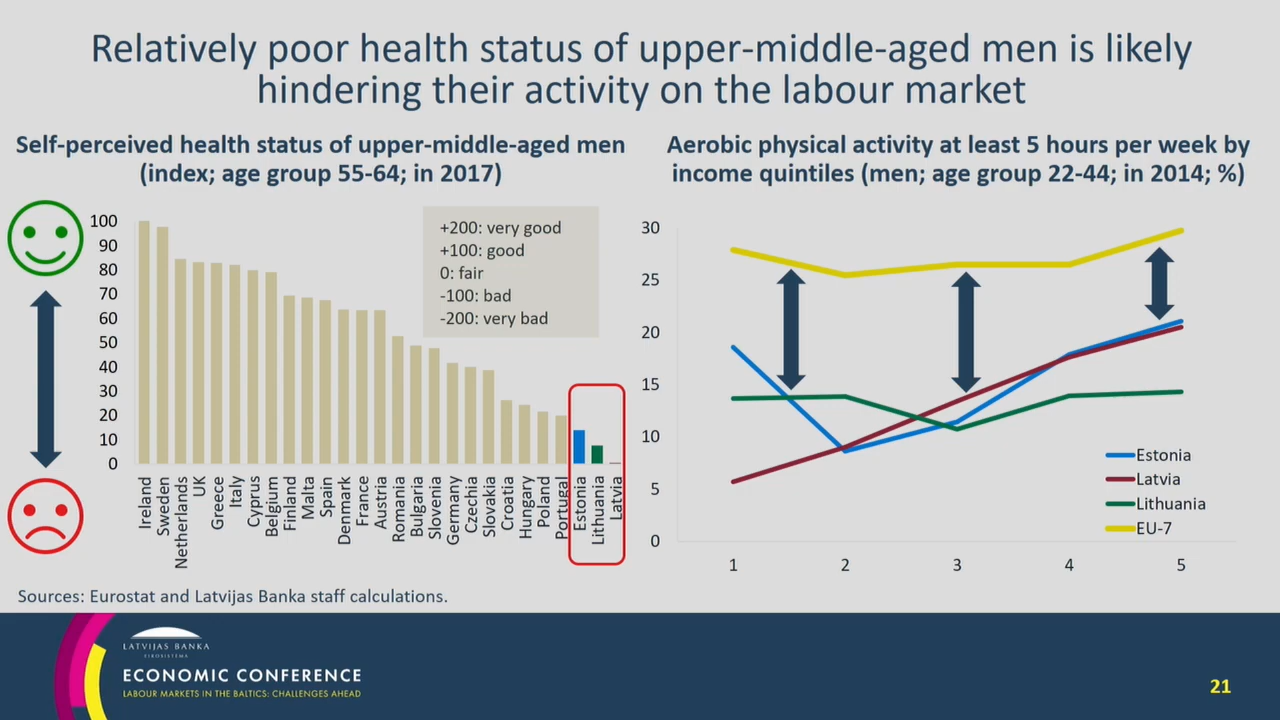 Relatively poor health status of upper-middle-aged men is likely
hindering their activity on the labour market
Self-perceived health status of upper-middle-aged men
(index; age group 55-64; in 2017)
100
90
80
70
60
50
40
30
20
10
0
+200: very good
+100: good
0: fair
-100: bad
-200: very bad
Ireland
Sweden
Netherlands
UK
Greece
Italy
Cyprus
Belgium
Finland
Malta
Spain
Denmark
France
Austria
Romania
Bulgaria
Slovenia
Germany
Czechia
Slovakia
Croatia
Hungary
Poland
Portugal
Estonia
Lithuania
Latvia
Aerobic physical activity at least 5 hours per week by
income quintiles (men; age group 22-44; in 2014; %)
30
25
20
15
10
5
0
Estonia
Latvia
Lithuania
EU-7
1 2 3 4 5
Sources: Eurostat and Latvijas Banka staff calculations.
LATVIJAS BANKA
EIROSISTĒMA
ECONOMIC CONFERENCE
LABOUR MARKETS IN THE BALTICS: CHALLENGES AHEAD
21